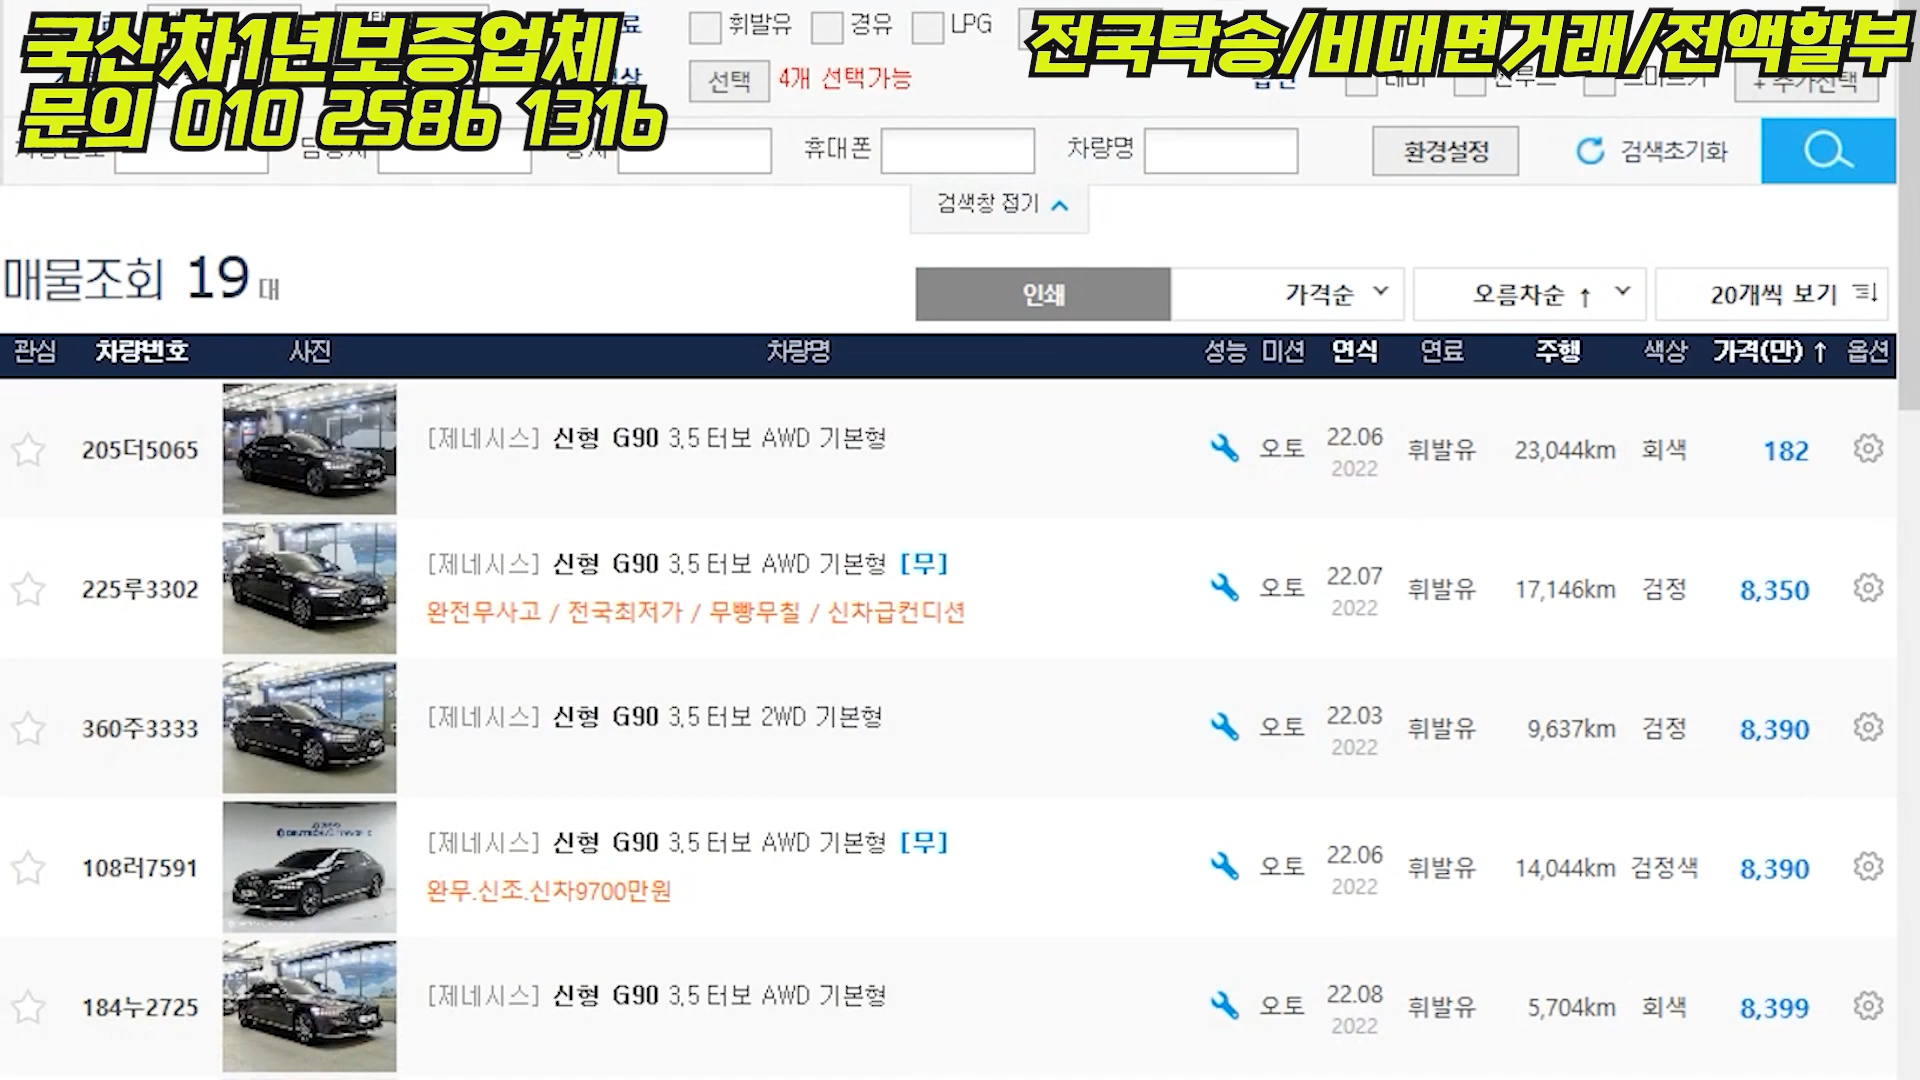 국산차1년보증업체
문의 010 2586 1316
전국탁송/비대면거래/전액할부
휘발유 경유 LPG
선택 4개 선택가능
+ 추가선택
휴대폰 차량명 환경설정 검색초기화
검색창 접기
매물조회 19 대
인쇄 가격순 오름차순 ↑ 20개씩 보기
관심 차량번호 사진 차량명 성능 미션 연식 연료 주행 색상 가격(만) ↑ 옵션
205더5065 [제네시스] 신형 G90 3.5 터보 AWD 기본형 오토 22.06 휘발유 23,044km 회색 182
2022
225루3302 [제네시스] 신형 G90 3.5 터보 AWD 기본형 [무] 오토 22.07 휘발유 17,146km 검정 8,350
완전무사고 / 전국최저가 / 무빵무칠 / 신차급컨디션 2022
360주3333 [제네시스] 신형 G90 3.5 터보 2WD 기본형 오토 22.03 휘발유 9,637km 검정 8,390
2022
108러7591 [제네시스] 신형 G90 3.5 터보 AWD 기본형 [무] 오토 22.06 휘발유 14,044km 검정색 8,390
완무.신조.신차9700만원 2022
184누2725 [제네시스] 신형 G90 3.5 터보 AWD 기본형 오토 22.08 휘발유 5,704km 회색 8,399
2022